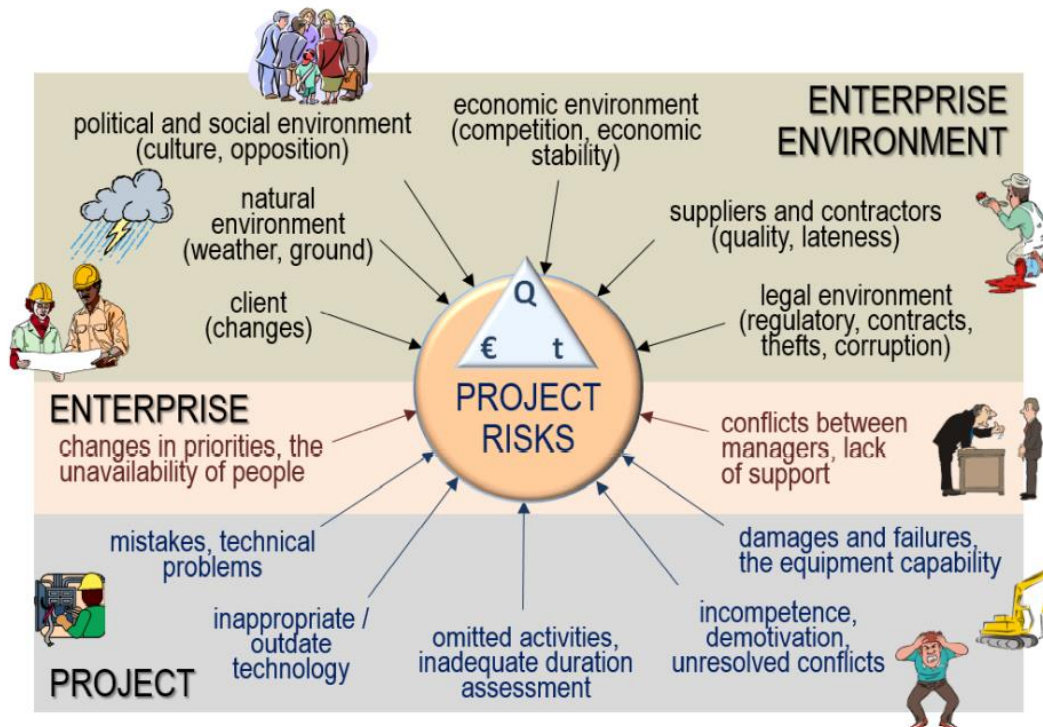 ENTERPRISE
ENVIRONMENT
political and social environment
(culture, opposition)
economic environment
(competition, economic
stability)
natural
environment
(weather, ground)
suppliers and contractors
(quality, lateness)
client
(changes)
legal environment
(regulatory, contracts,
thefts, corruption)
Q
€ t
PROJECT
RISKS
ENTERPRISE
changes in priorities, the
unavailability of people
conflicts between
managers, lack
of support
mistakes, technical
problems
damages and failures,
the equipment capability
inappropriate /
outdate
technology
omitted activities,
inadequate duration
assessment
incompetence,
demotivation,
unresolved conflicts
PROJECT